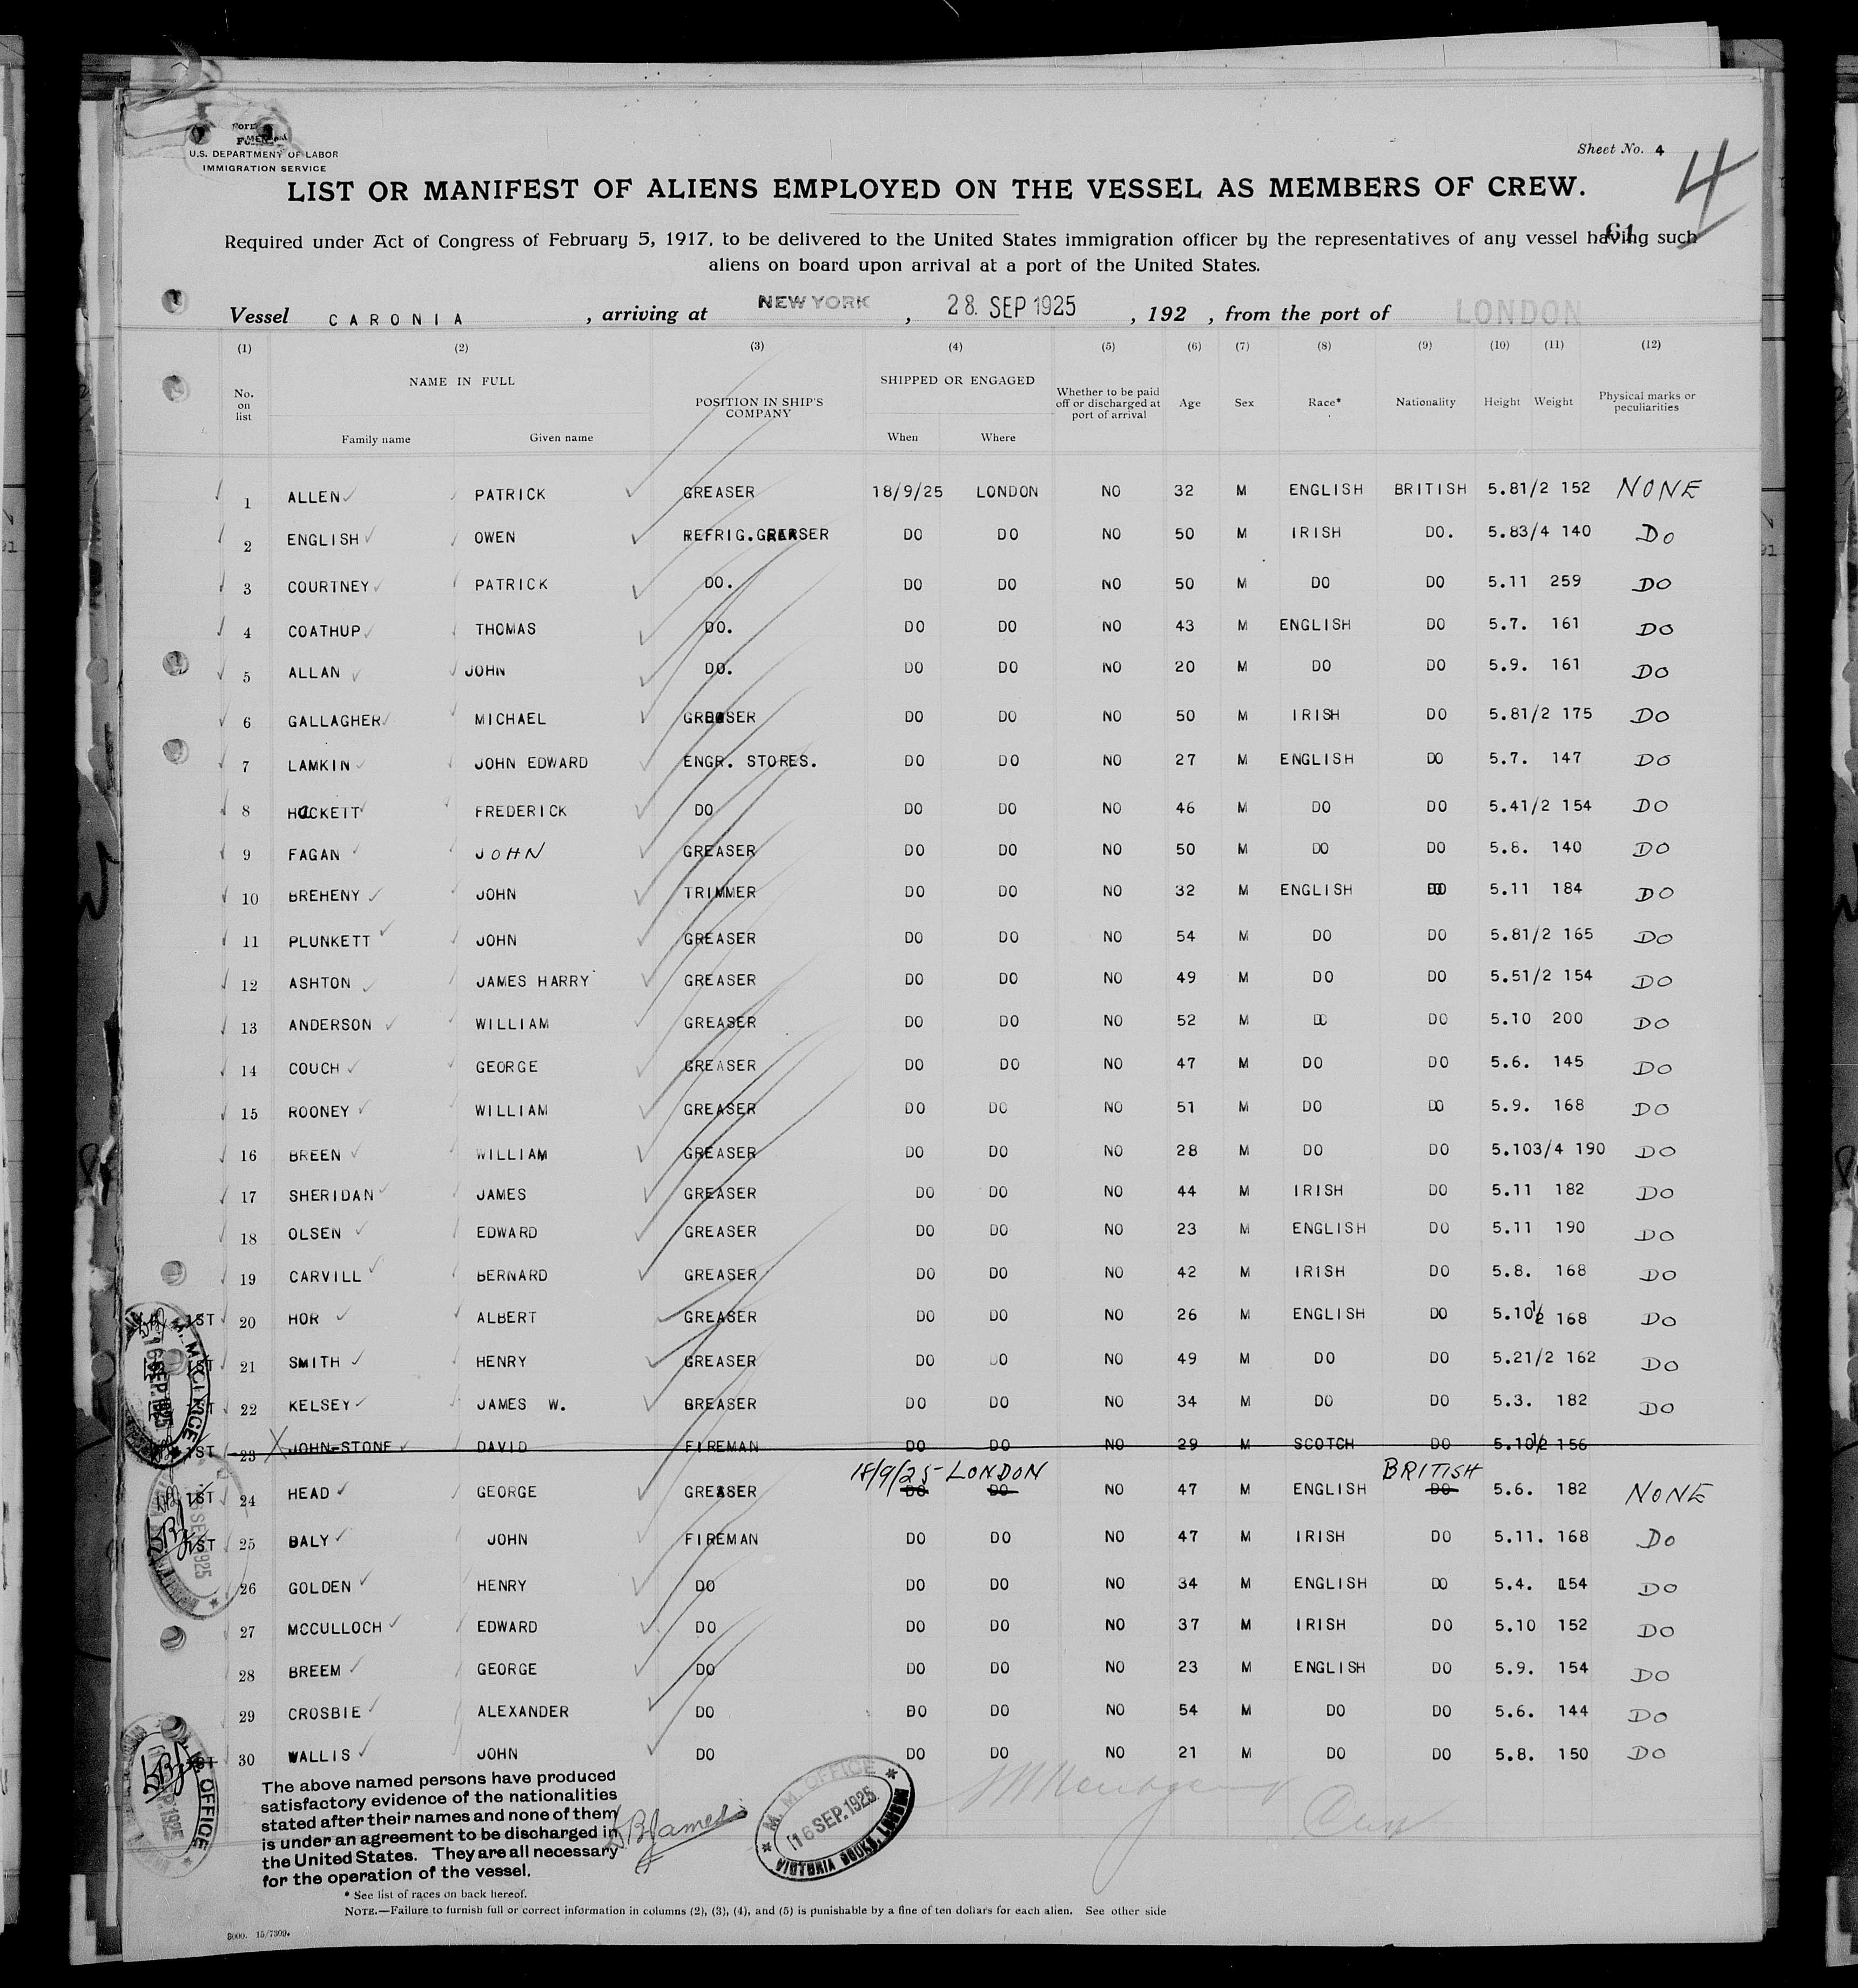 U.S. DEPARTMENT OF LABOR
IMMIGRATION SERVICE
Sheet No. 4
4
LIST OR MANIFEST OF ALIENS EMPLOYED ON THE VESSEL AS MEMBERS OF CREW.
61
Required under Act of Congress of February 5, 1917, to be delivered to the United States immigration officer by the representatives of any vessel having such
aliens on board upon arrival at a port of the United States.
Vessel CARONIA , arriving at NEW YORK , 28. SEP 1925 , 192 , from the port of LONDON
(1) (2) (3) (4) (5) (6) (7) (8) (9) (10) (11) (12)
No. on list NAME IN FULL Family name Given name POSITION IN SHIP'S COMPANY SHIPPED OR ENGAGED When Where Whether to be paid off or discharged at port of arrival Age Sex Race* Nationality Height Weight Physical marks or peculiarities
1 ALLEN PATRICK GREASER 18/9/25 LONDON NO 32 M ENGLISH BRITISH 5.81/2 152 NONE
2 ENGLISH OWEN REFRIG.GREASER DO DO NO 50 M IRISH DO. 5.83/4 140 DO
3 COURTNEY PATRICK DO. DO DO NO 50 M DO DO 5.11 259 DO
4 COATHUP THOMAS DO. DO DO NO 43 M ENGLISH DO 5.7. 161 DO
5 ALLAN JOHN DO. DO DO NO 20 M DO DO 5.9. 161 DO
6 GALLAGHER MICHAEL GREASER DO DO NO 50 M IRISH DO 5.81/2 175 DO
7 LAMKIN JOHN EDWARD ENGR. STORES. DO DO NO 27 M ENGLISH DO 5.7. 147 DO
8 HACKETT FREDERICK DO DO DO NO 46 M DO DO 5.41/2 154 DO
9 FAGAN JOHN GREASER DO DO NO 50 M DO DO 5.8. 140 DO
10 BREHENY JOHN TRIMMER DO DO NO 32 M ENGLISH DO 5.11 184 DO
11 PLUNKETT JOHN GREASER DO DO NO 54 M DO DO 5.81/2 165 DO
12 ASHTON JAMES HARRY GREASER DO DO NO 49 M DO DO 5.51/2 154 DO
13 ANDERSON WILLIAM GREASER DO DO NO 52 M DO DO 5.10 200 DO
14 COUCH GEORGE GREASER DO DO NO 47 M DO DO 5.6. 145 DO
15 ROONEY WILLIAM GREASER DO DO NO 51 M DO DO 5.9. 168 DO
16 BREEN WILLIAM GREASER DO DO NO 28 M DO DO 5.103/4 190 DO
17 SHERIDAN JAMES GREASER DO DO NO 44 M IRISH DO 5.11 182 DO
18 OLSEN EDWARD GREASER DO DO NO 23 M ENGLISH DO 5.11 190 DO
19 CARVILL BERNARD GREASER DO DO NO 42 M IRISH DO 5.8. 168 DO
1ST 20 HOR ALBERT GREASER DO DO NO 26 M ENGLISH DO 5.10 1/2 168 DO
1ST 21 SMITH HENRY GREASER DO DO NO 49 M DO DO 5.21/2 162 DO
1ST 22 KELSEY JAMES W. GREASER DO DO NO 34 M DO DO 5.3. 182 DO
1ST 23 X JOHN-STONE DAVID FIREMAN DO DO NO 29 M SCOTCH DO 5.10 1/2 156
18/9/25 - LONDON BRITISH
1ST 24 HEAD GEORGE GREASER DO DO NO 47 M ENGLISH DO 5.6. 182 NONE
1ST 25 BALY JOHN FIREMAN DO DO NO 47 M IRISH DO 5.11. 168 DO
26 GOLDEN HENRY DO DO DO NO 34 M ENGLISH DO 5.4. 154 DO
27 MCCULLOCH EDWARD DO DO DO NO 37 M IRISH DO 5.10 152 DO
28 BREEM GEORGE DO DO DO NO 23 M ENGLISH DO 5.9. 154 DO
29 CROSBIE ALEXANDER DO DO DO NO 54 M DO DO 5.6. 144 DO
1ST 30 WALLIS JOHN DO DO DO NO 21 M DO DO 5.8. 150 DO
The above named persons have produced
satisfactory evidence of the nationalities
stated after their names and none of them
is under an agreement to be discharged in
the United States. They are all necessary
for the operation of the vessel.
James
M. M. OFFICE
16 SEP. 1925
VICTORIA DOCKS,
* See list of races on back hereof.
NOTE.—Failure to furnish full or correct information in columns (2), (3), (4), and (5) is punishable by a fine of ten dollars for each alien. See other side
15/7309.